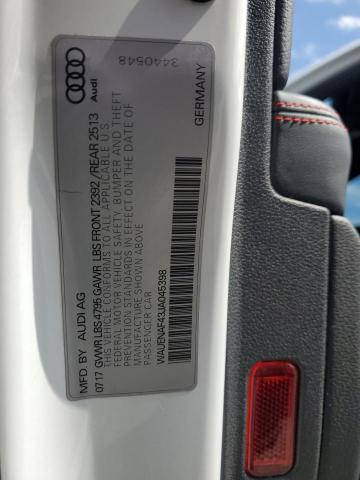 MFD. BY AUDI AG
07 17 GVWR LBS 4795 GAWR LBS FRONT 2392 / REAR 2513
THIS VEHICLE CONFORMS TO ALL APPLICABLE
FEDERAL MOTOR VEHICLE SAFETY, BUMPER AND THEFT
PREVENTION STANDARDS IN EFFECT ON THE DATE OF
MANUFACTURE SHOWN ABOVE
PASSENGER CAR
WAUENAF43JA045398
Audi
3440548
GERMANY